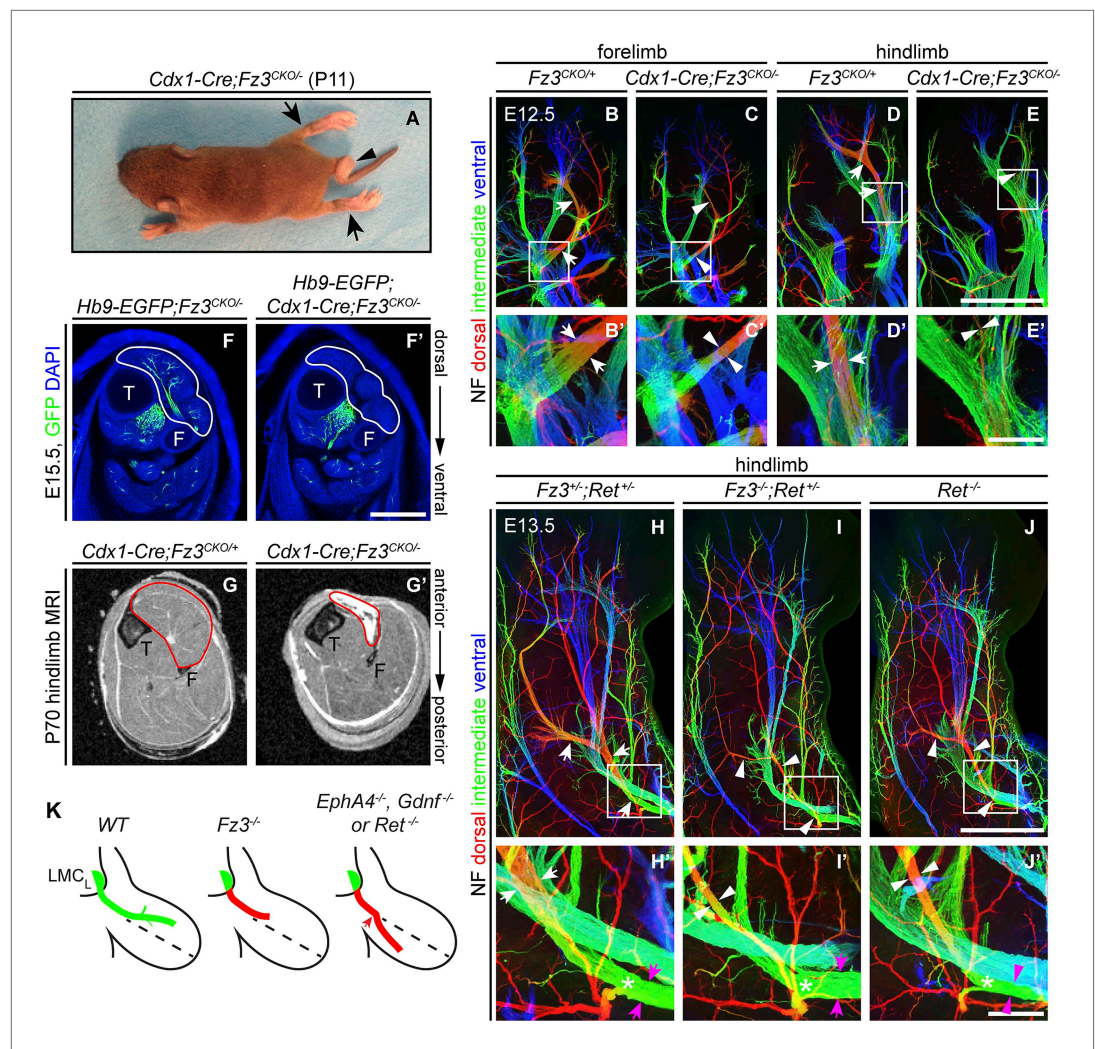 Cdx1-Cre;Fz3CKO/- (P11)
A
forelimb
hindlimb
Fz3CKO/+
Cdx1-Cre;Fz3CKO/-
Fz3CKO/+
Cdx1-Cre;Fz3CKO/-
NF dorsal intermediate ventral
E12.5
B
C
D
E
B'
C'
D'
E'
Hb9-EGFP;Fz3CKO/-
Hb9-EGFP;
Cdx1-Cre;Fz3CKO/-
E15.5, GFP DAPI
F
T
F
F'
T
F
dorsal
ventral
Cdx1-Cre;Fz3CKO/+
Cdx1-Cre;Fz3CKO/-
P70 hindlimb MRI
G
T
F
G'
T
F
anterior
posterior
hindlimb
Fz3+/-;Ret+/-
Fz3-/-;Ret+/-
Ret-/-
NF dorsal intermediate ventral
E13.5
H
I
J
H'
*
I'
*
J'
*
K
WT
Fz3-/-
EphA4-/-, Gdnf-/-
or Ret-/-
LMCL